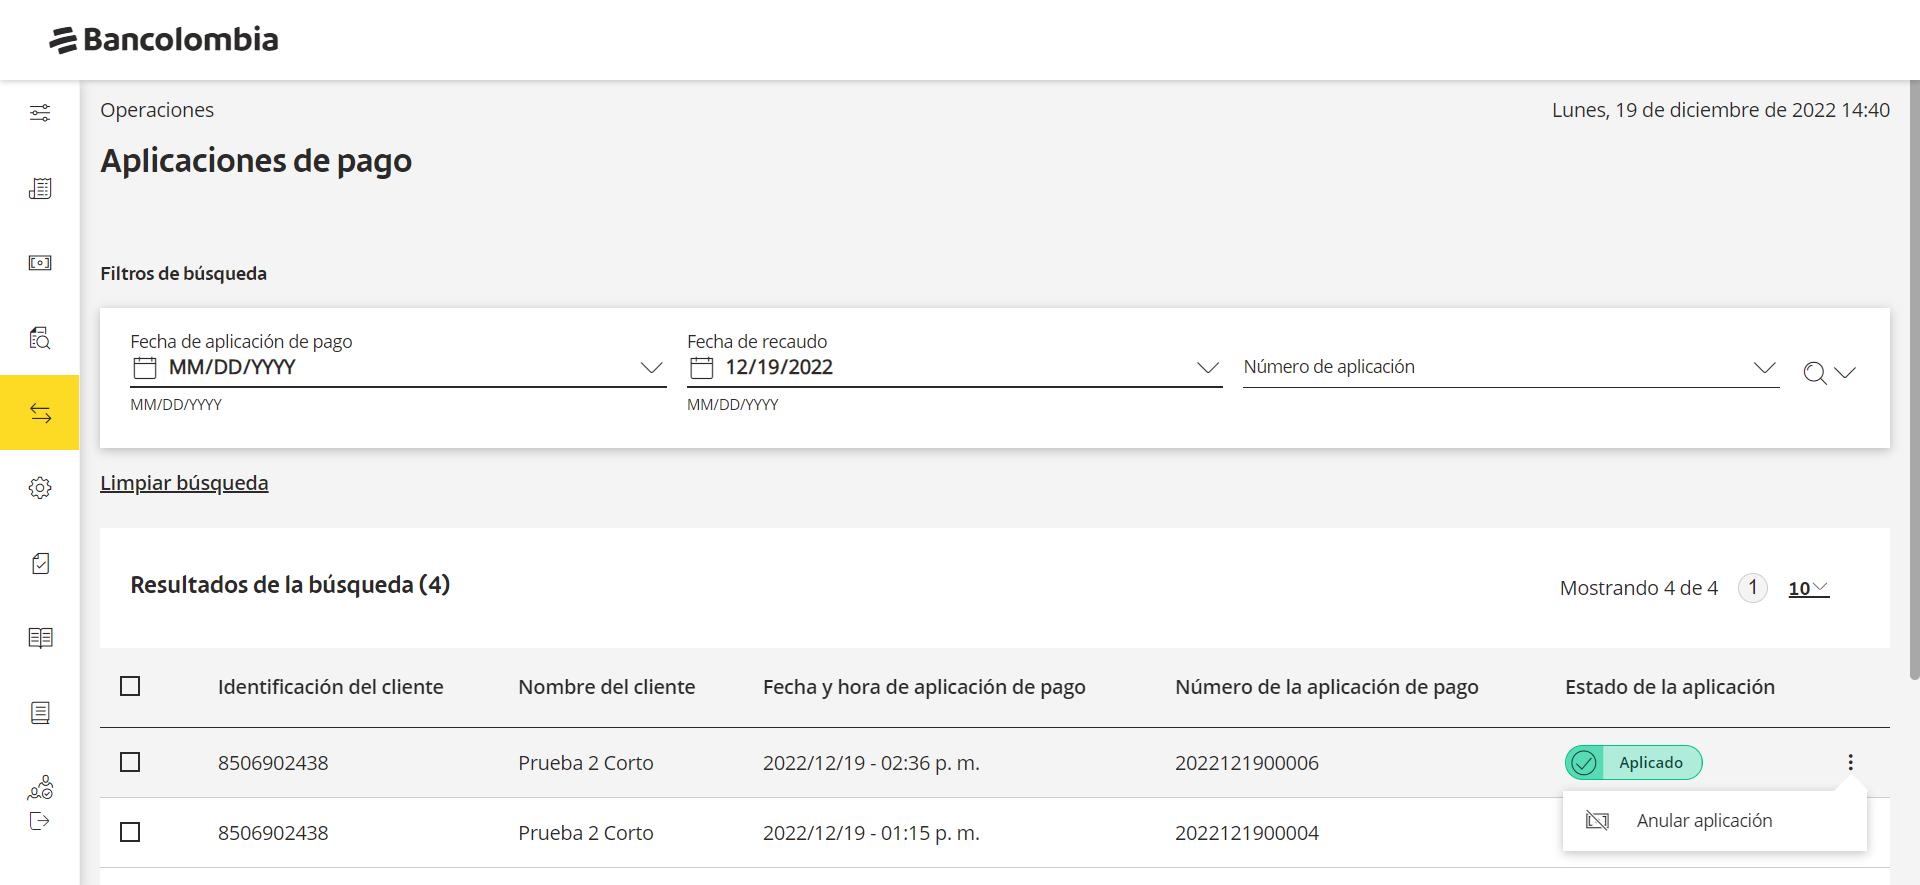 Bancolombia
Operaciones
Lunes, 19 de diciembre de 2022 14:40
Aplicaciones de pago
Filtros de búsqueda
Fecha de aplicación de pago
MM/DD/YYYY
MM/DD/YYYY
Fecha de recaudo
12/19/2022
MM/DD/YYYY
Número de aplicación
Limpiar búsqueda
Resultados de la búsqueda (4)
Mostrando 4 de 4 1 10
Identificación del cliente Nombre del cliente Fecha y hora de aplicación de pago Número de la aplicación de pago Estado de la aplicación
8506902438 Prueba 2 Corto 2022/12/19 - 02:36 p. m. 2022121900006 Aplicado
Anular aplicación
8506902438 Prueba 2 Corto 2022/12/19 - 01:15 p. m. 2022121900004